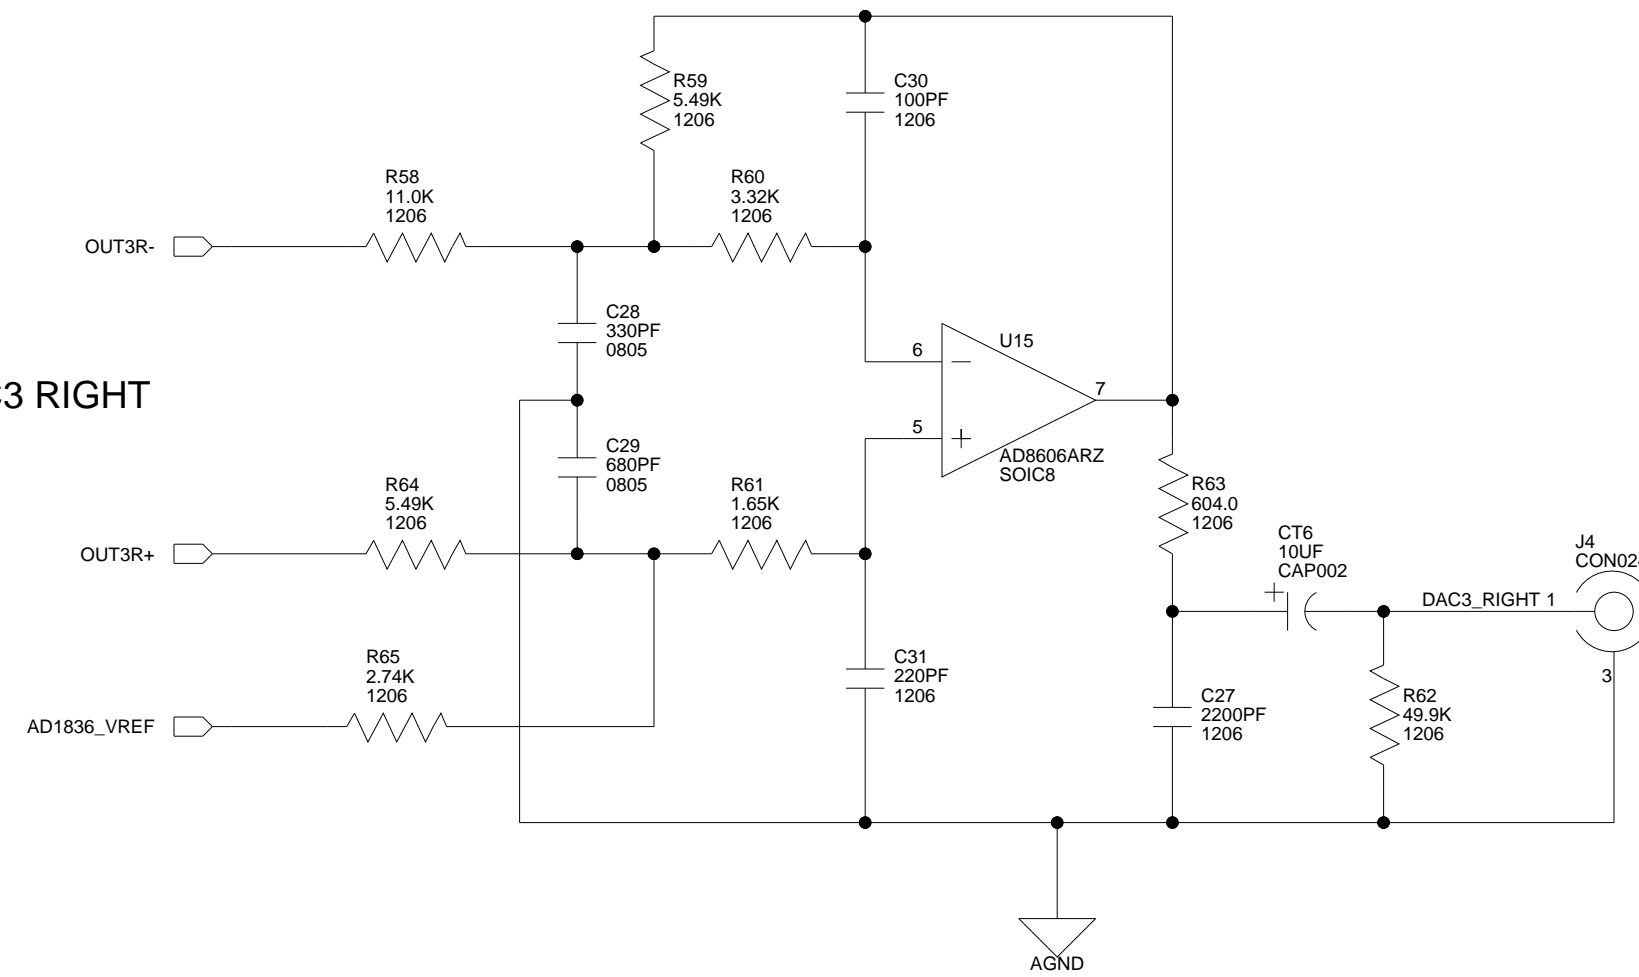 R59
5.49K
1206
C30
100PF
1206
R58
11.0K
1206
R60
3.32K
1206
OUT3R-
C28
330PF
0805
U15
6
7
3 RIGHT
5
C29
680PF
0805
AD8606ARZ
SOIC8
R64
5.49K
1206
R61
1.65K
1206
R63
604.0
1206
OUT3R+
CT6
10UF
CAP002
J4
DAC3_RIGHT 1
R65
2.74K
1206
C31
220PF
1206
3
AD1836_VREF
C27
2200PF
1206
R62
49.9K
1206
AGND